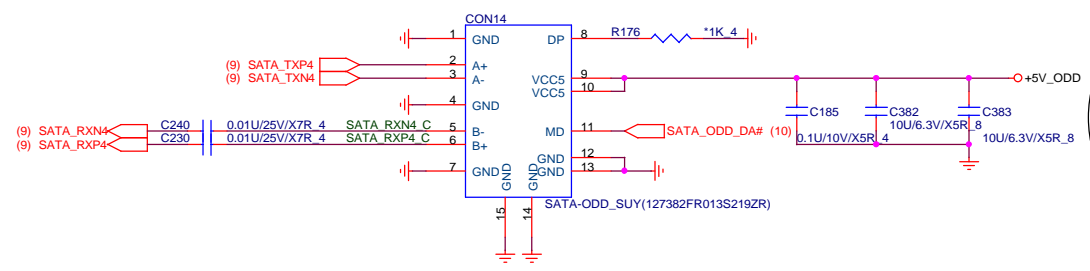 CON14
1 GND DP 8 R176 *1K_4
(9) SATA_TXP4 2 A+
(9) SATA_TXN4 3 A-
VCC5 9 +5V_ODD
VCC5 10
4 GND
C185 C382 C383
10U/6.3V/X5R_8
(9) SATA_RXN4 C240 0.01U/25V/X7R_4 SATA_RXN4_C 5 B- MD 11 SATA_ODD_DA# (10)
(9) SATA_RXP4 C230 0.01U/25V/X7R_4 SATA_RXP4_C 6 B+
0.1U/10V/X5R_4 10U/6.3V/X5R_8
GND 12
7 GND GND 13
GND GND
15 14
SATA-ODD_SUY(127382FR013S219ZR)